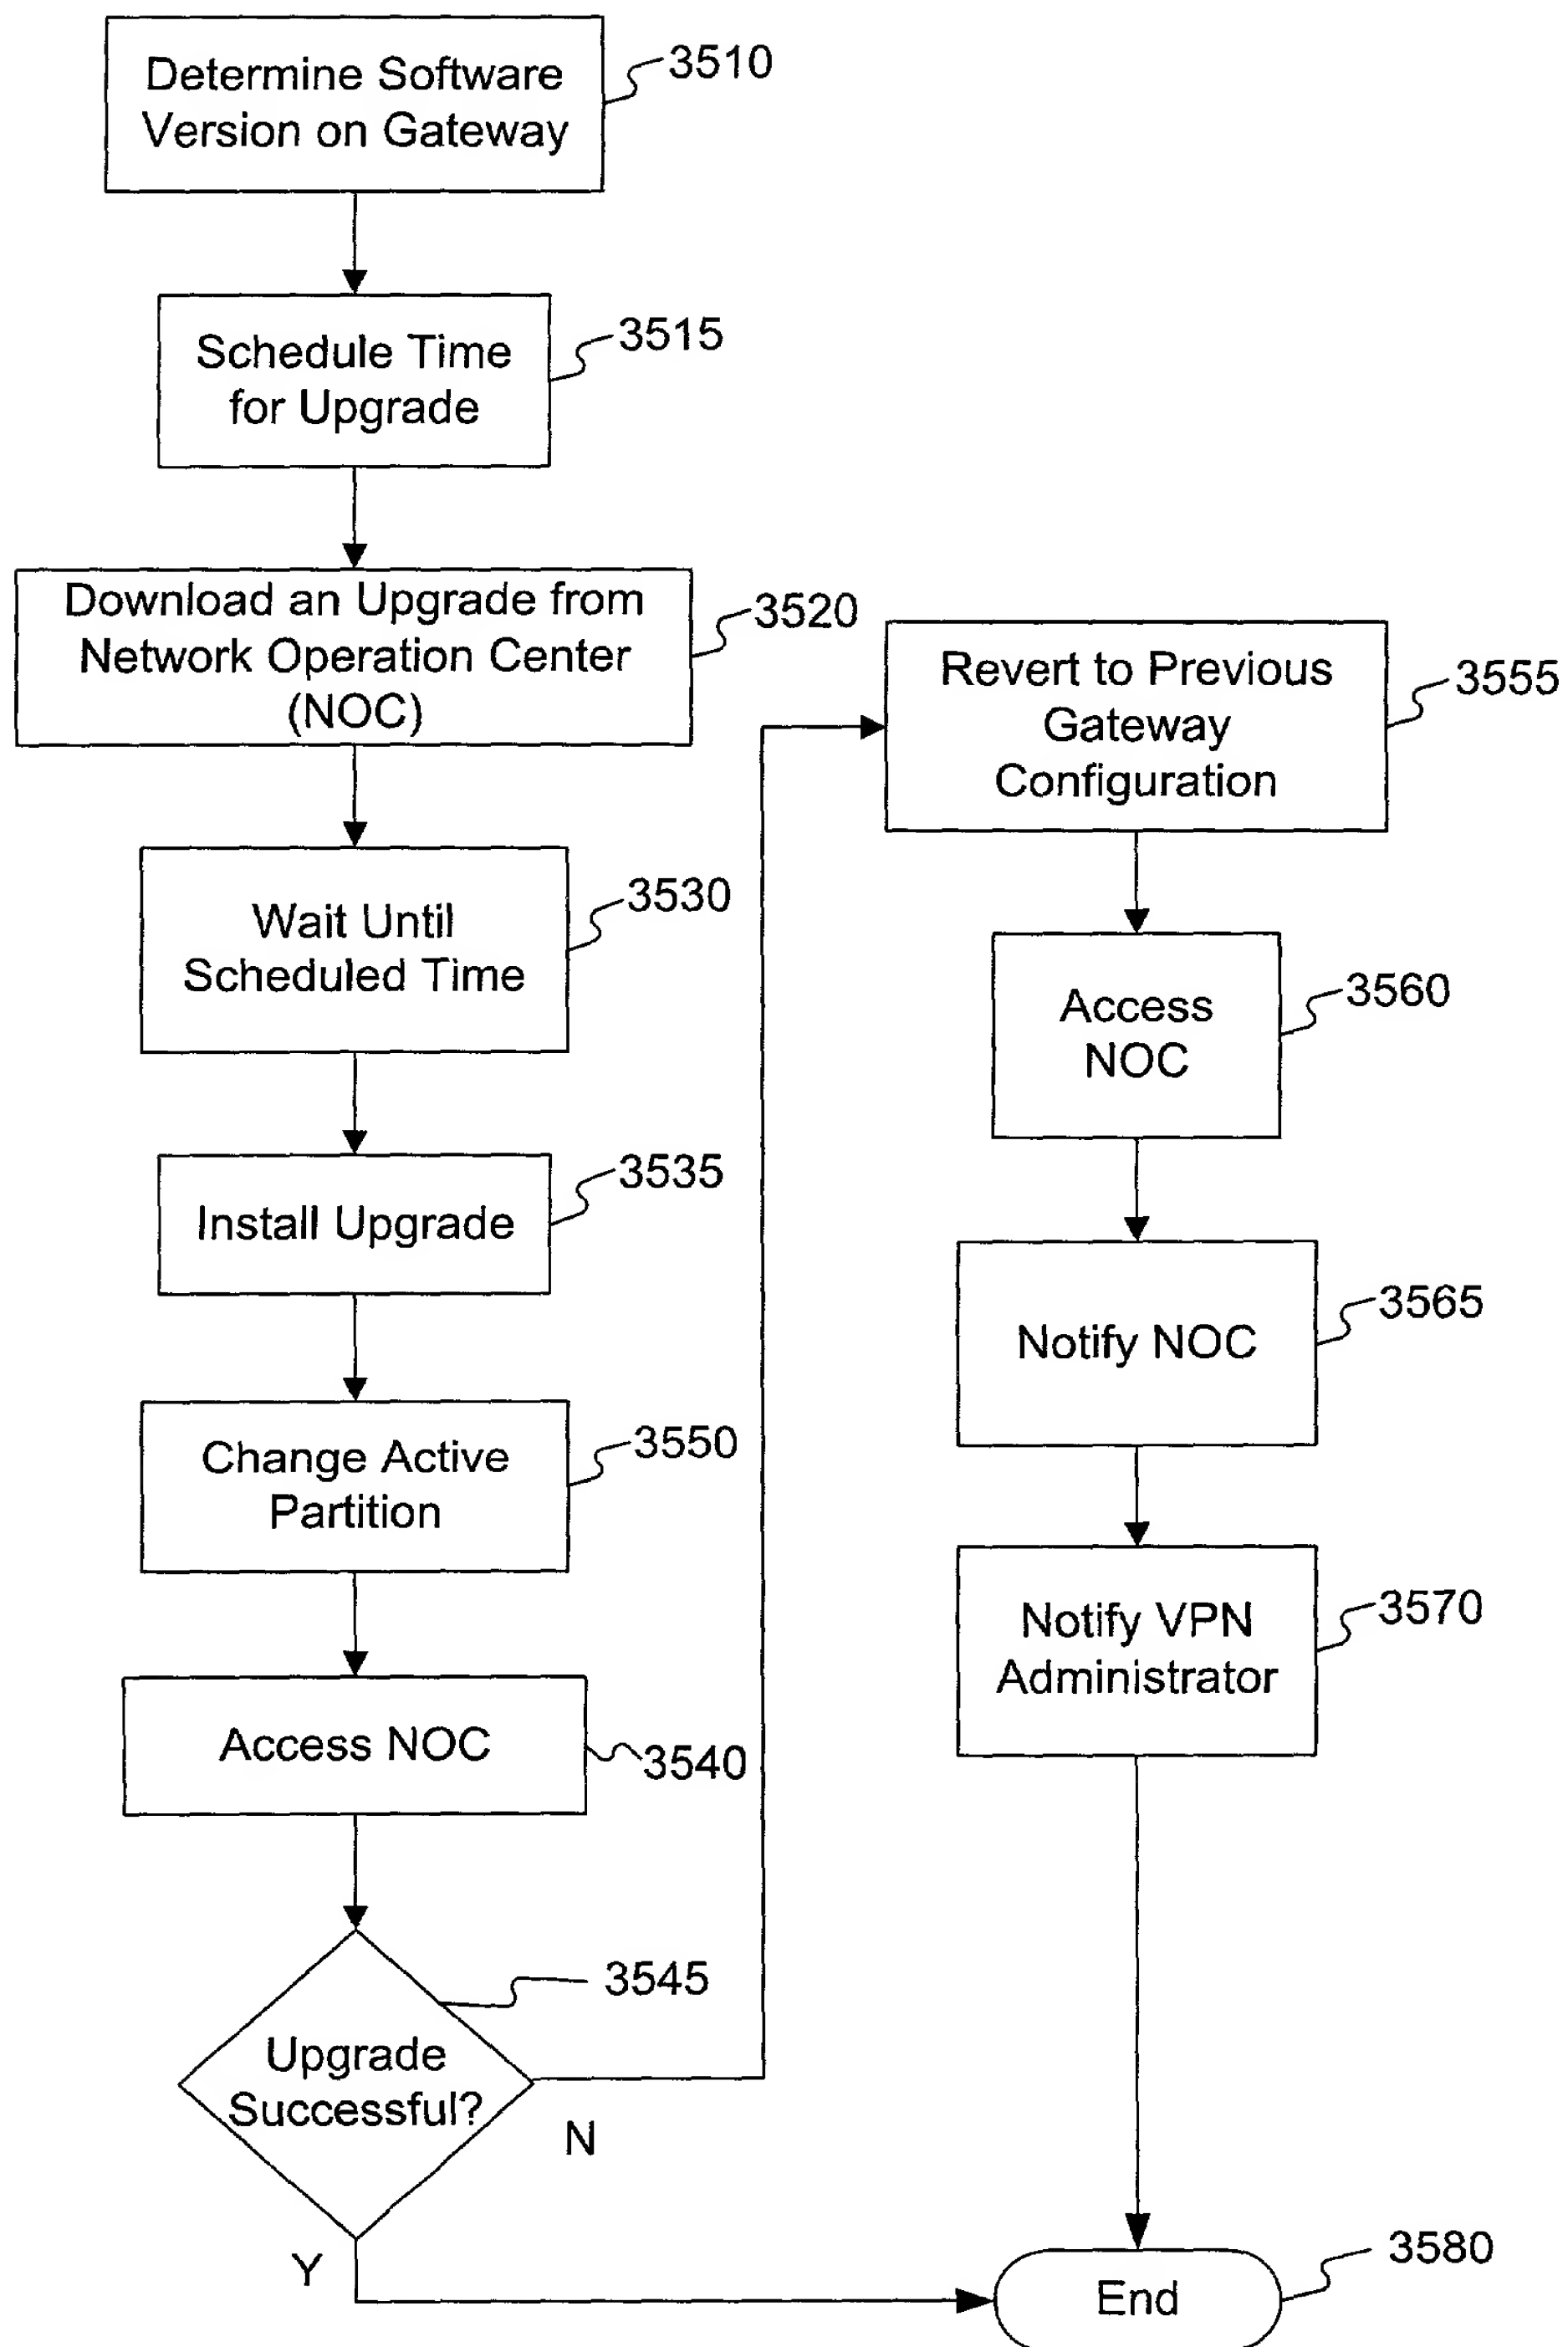 Determine Software
Version on Gateway
3510
Schedule Time
for Upgrade
3515
Download an Upgrade from
Network Operation Center
(NOC)
3520
Wait Until
Scheduled Time
3530
Install Upgrade
3535
Change Active
Partition
3550
Access NOC
3540
Upgrade
Successful?
3545
N
Y
Revert to Previous
Gateway
Configuration
3555
Access
NOC
3560
Notify NOC
3565
Notify VPN
Administrator
3570
End
3580